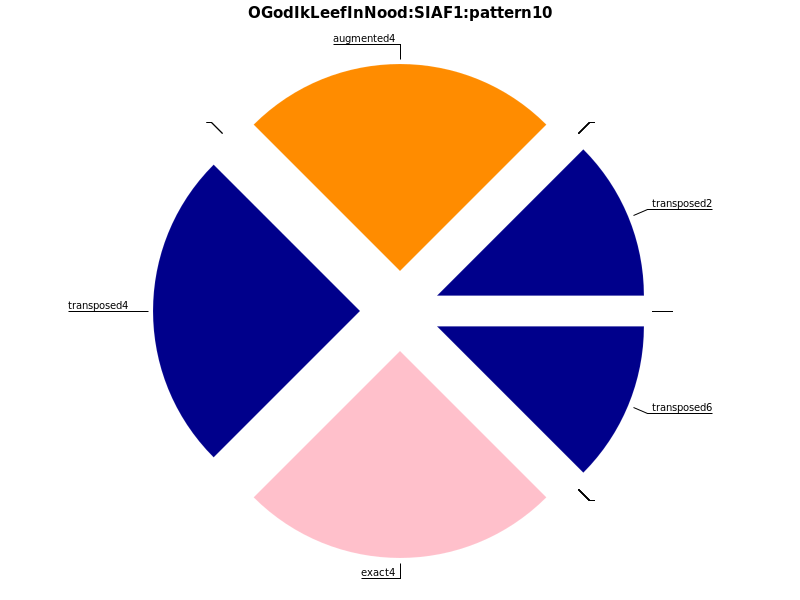 OGodIkLeefInNood:SIAF1:pattern10
augmented4
transposed2
transposed4
transposed6
exact4